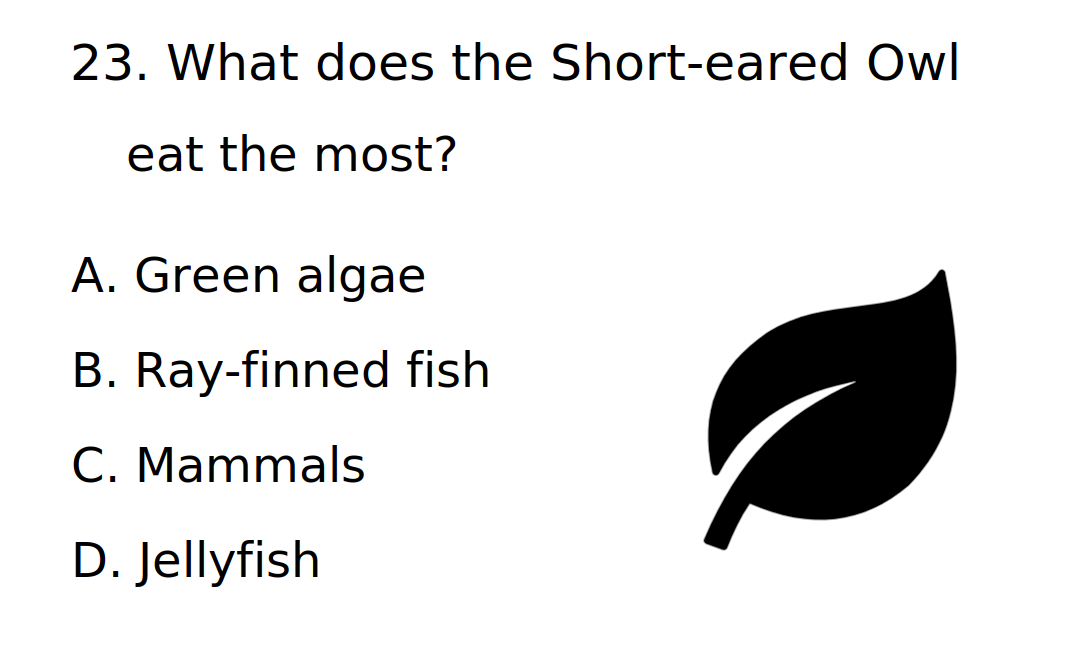 23. What does the Short-eared Owl
eat the most?
A. Green algae
B. Ray-finned fish
C. Mammals
D. Jellyfish